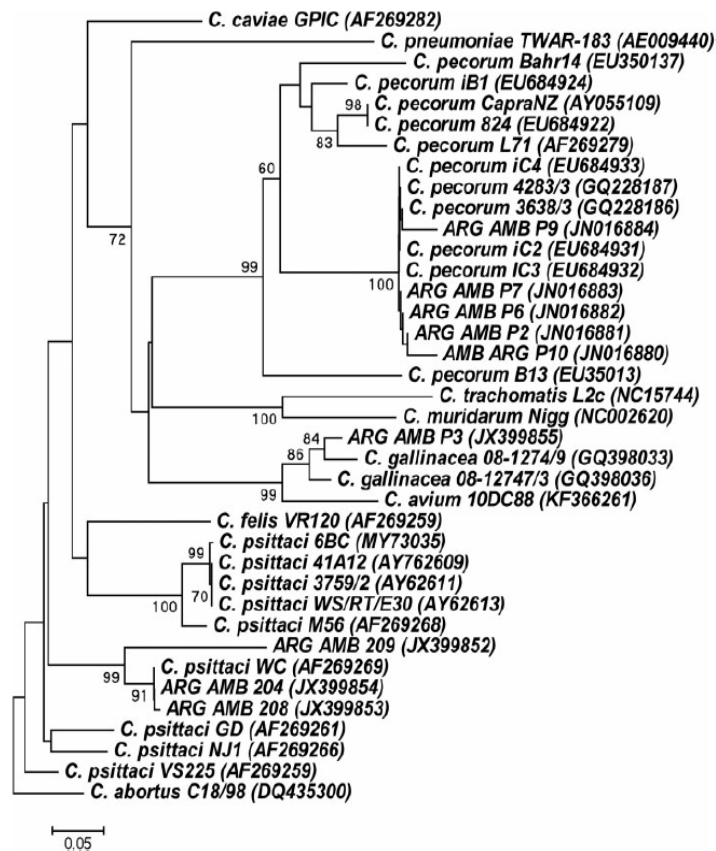 C. caviae GPIC (AF269282)
C. pneumoniae TWAR-183 (AE009440)
C. pecorum Bahr14 (EU350137)
C. pecorum iB1 (EU684924)
98
C. pecorum CapraNZ (AY055109)
C. pecorum 824 (EU684922)
83
C. pecorum L71 (AF269279)
C. pecorum iC4 (EU684933)
60
C. pecorum 4283/3 (GQ228187)
C. pecorum 3638/3 (GQ228186)
72
ARG AMB P9 (JN016884)
C. pecorum iC2 (EU684931)
99
C. pecorum IC3 (EU684932)
100
ARG AMB P7 (JN016883)
ARG AMB P6 (JN016882)
ARG AMB P2 (JN016881)
AMB ARG P10 (JN016880)
C. pecorum B13 (EU35013)
C. trachomatis L2c (NC15744)
100
C. muridarum Nigg (NC002620)
84
ARG AMB P3 (JX399855)
86
C. gallinacea 08-1274/9 (GQ398033)
C. gallinacea 08-12747/3 (GQ398036)
99
C. avium 10DC88 (KF366261)
C. felis VR120 (AF269259)
C. psittaci 6BC (MY73035)
99
C. psittaci 41A12 (AY762609)
C. psittaci 3759/2 (AY62611)
70
C. psittaci WS/RT/E30 (AY62613)
100
C. psittaci M56 (AF269268)
ARG AMB 209 (JX399852)
99
C. psittaci WC (AF269269)
91
ARG AMB 204 (JX399854)
ARG AMB 208 (JX399853)
C. psittaci GD (AF269261)
C. psittaci NJ1 (AF269266)
C. psittaci VS225 (AF269259)
C. abortus C18/98 (DQ435300)
0,05